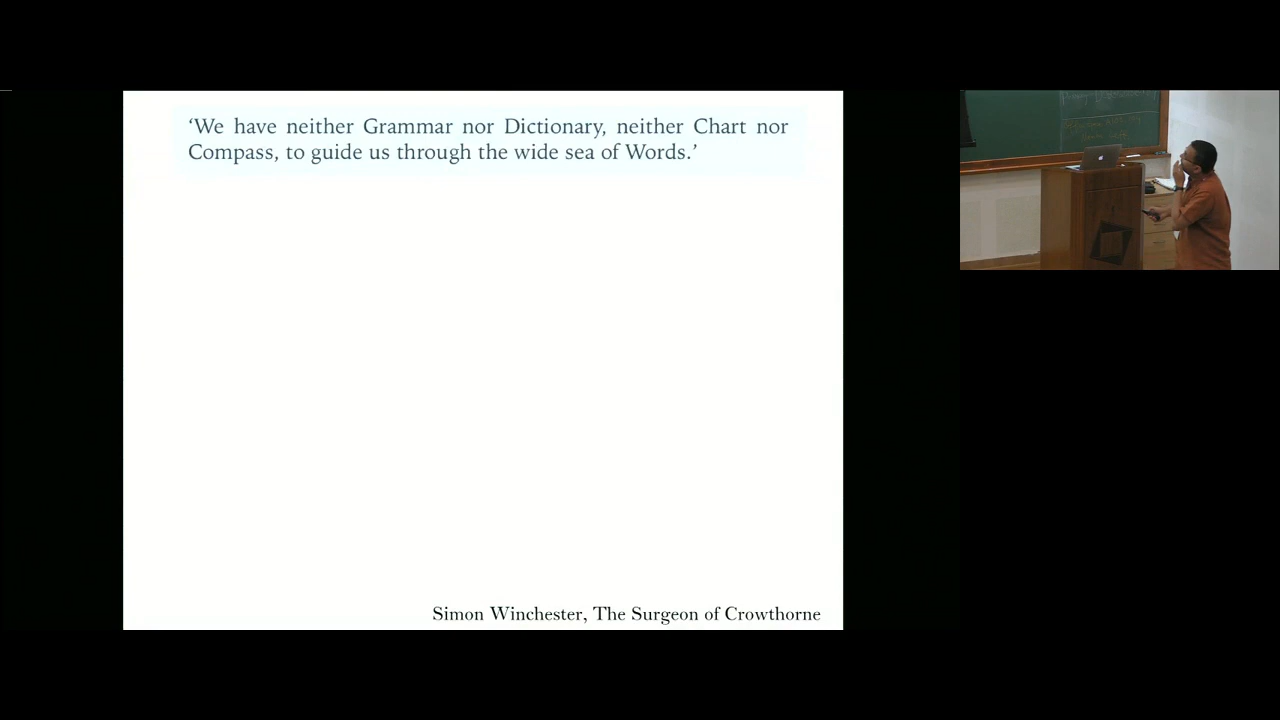 ‘We have neither Grammar nor Dictionary, neither Chart nor
Compass, to guide us through the wide sea of Words.’
Simon Winchester, The Surgeon of Crowthorne